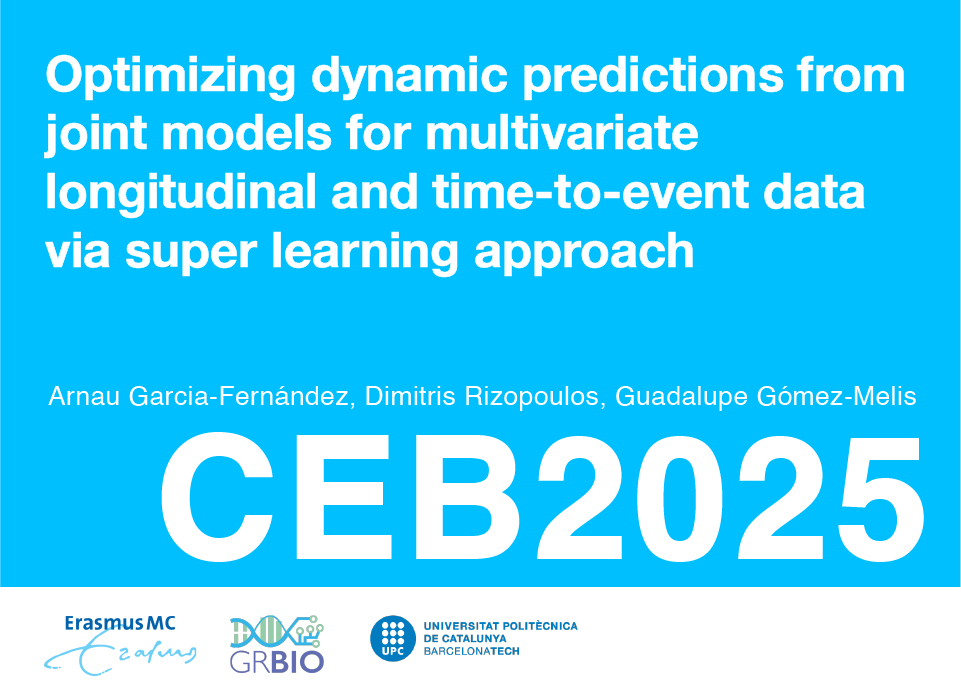 Optimizing dynamic predictions from
joint models for multivariate
longitudinal and time-to-event data
via super learning approach
Arnau Garcia-Fernández, Dimitris Rizopoulos, Guadalupe Gómez-Melis
CEB2025
Erasmus MC
Erasmus
GRBIO
UPC
UNIVERSITAT POLITÈCNICA
DE CATALUNYA
BARCELONATECH